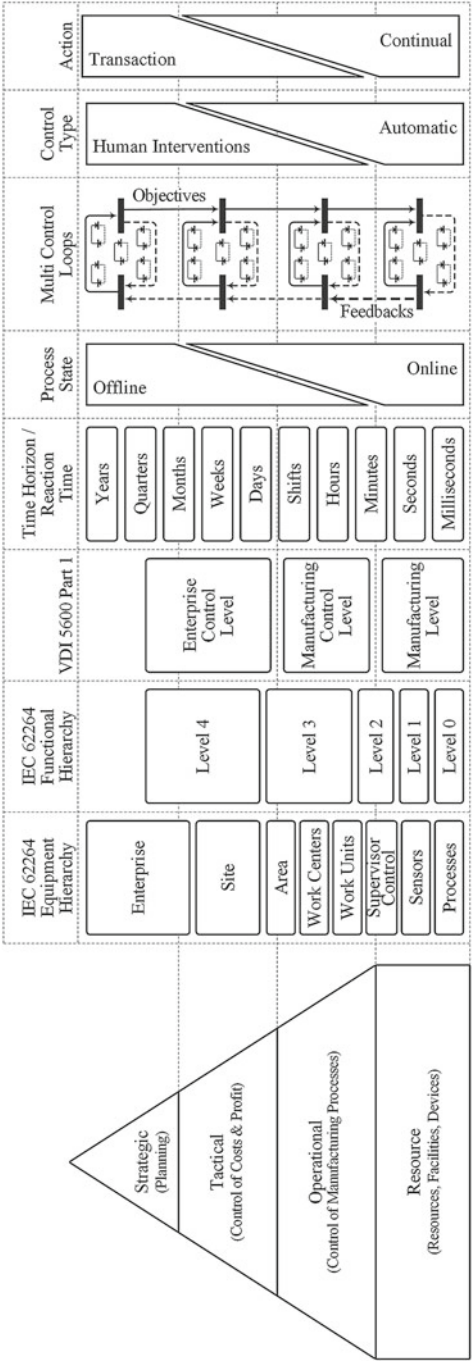 Strategic
(Planning)
Tactical
(Control of Costs & Profit)
Operational
(Control of Manufacturing Processes)
Resource
(Resources, Facilities, Devices)
IEC 62264
Equipment
Hierarchy
Enterprise
Site
Area
Work Centers
Work Units
Supervisor
Control
Sensors
Processes
IEC 62264
Functional
Hierarchy
Level 4
Level 3
Level 2
Level 1
Level 0
VDI 5600 Part 1
Enterprise
Control
Level
Manufacturing
Control
Level
Manufacturing
Level
Time Horizon /
Reaction
Time
Years
Quarters
Months
Weeks
Days
Shifts
Hours
Minutes
Seconds
Milliseconds
Process
State
Offline
Online
Multi Control
Loops
Objectives
Feedbacks
Control
Type
Human Interventions
Automatic
Action
Transaction
Continual